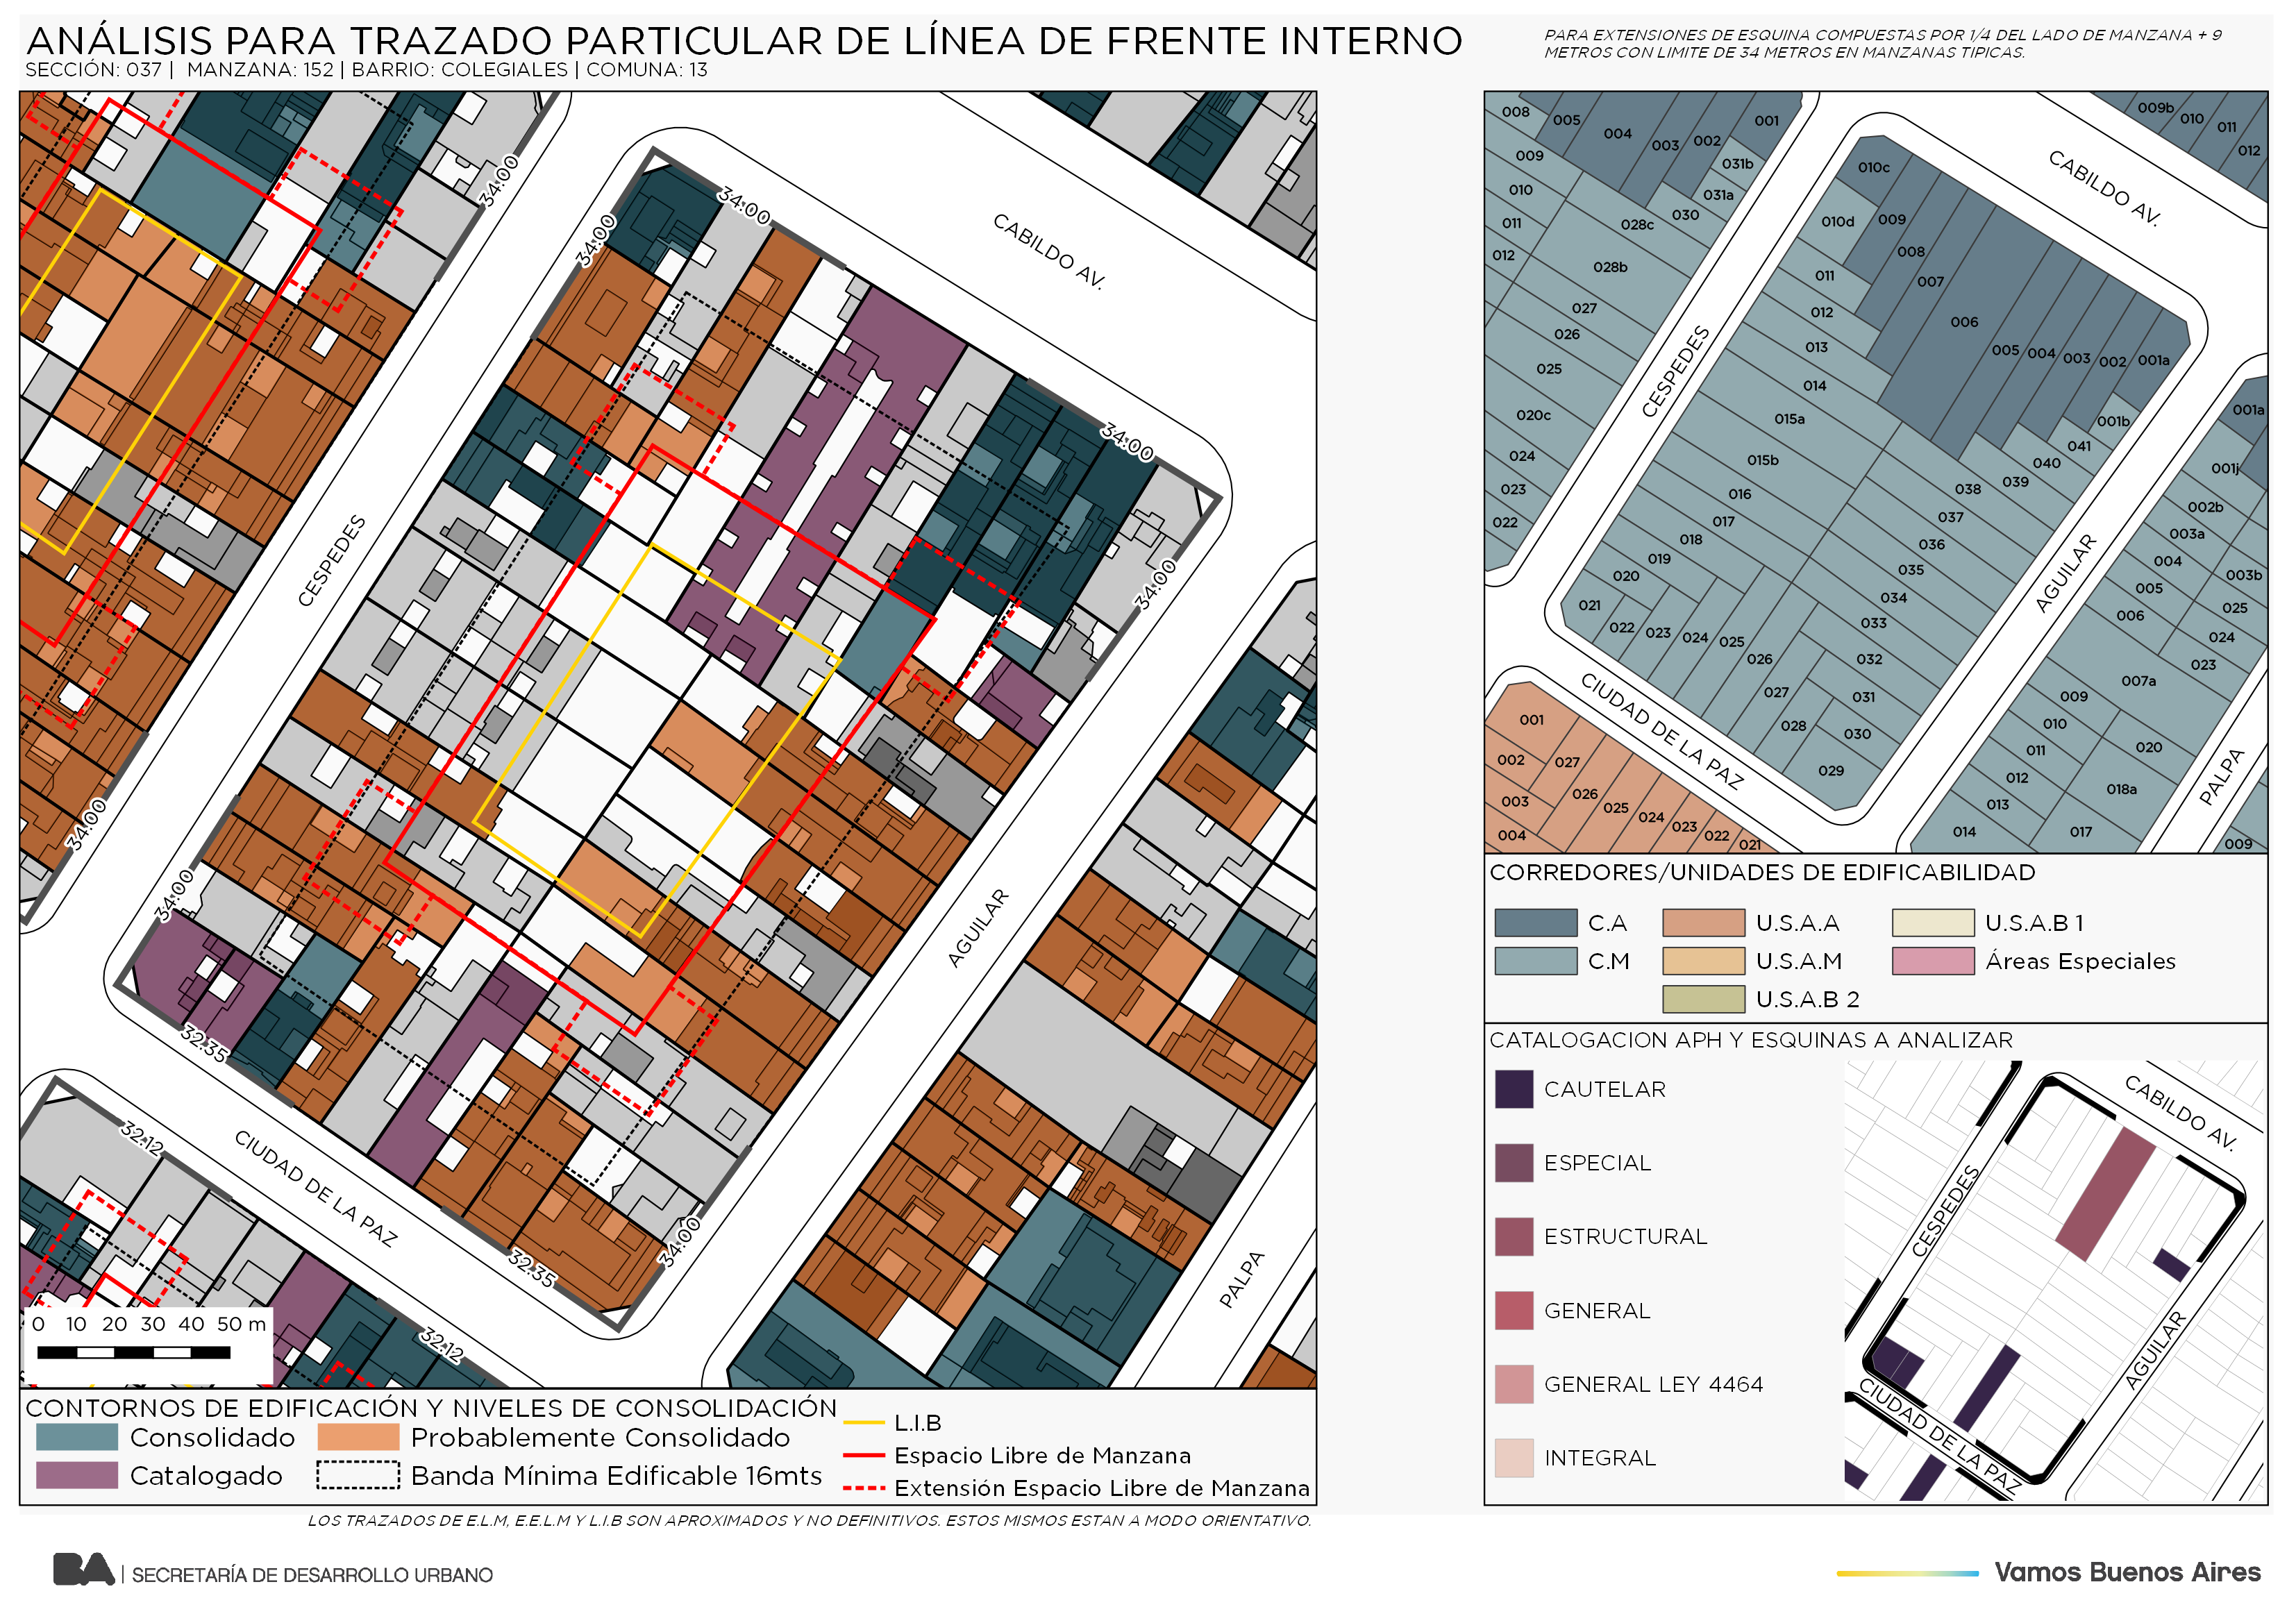 ANÁLISIS PARA TRAZADO PARTICULAR DE LÍNEA DE FRENTE INTERNO
SECCIÓN: 037 | MANZANA: 152 | BARRIO: COLEGIALES | COMUNA: 13
PARA EXTENSIONES DE ESQUINA COMPUESTAS POR 1/4 DEL LADO DE MANZANA + 9
METROS CON LIMITE DE 34 METROS EN MANZANAS TIPICAS.
34:00
34:00
34:00
CABILDO AV.
34:00
34:00
CESPEDES
34:00
34:00
AGUILAR
32.35
32.12
CIUDAD DE LA PAZ
34:00
32.35
PALPA
32.12
0 10 20 30 40 50 m
CONTORNOS DE EDIFICACIÓN Y NIVELES DE CONSOLIDACIÓN
Consolidado
Probablemente Consolidado
Catalogado
Banda Mínima Edificable 16mts
L.I.B
Espacio Libre de Manzana
Extensión Espacio Libre de Manzana
LOS TRAZADOS DE E.L.M, E.E.L.M Y L.I.B SON APROXIMADOS Y NO DEFINITIVOS. ESTOS MISMOS ESTAN A MODO ORIENTATIVO.
008
005
004
003
002
001
031b
031a
030
009
010
011
012
028c
028b
027
026
025
020c
024
023
022
009b
010
011
012
CABILDO AV.
010c
010d
009
008
007
006
005
004
003
002
001a
001b
011
012
013
014
015a
015b
016
017
018
019
020
021
022
023
024
025
026
027
028
029
030
031
032
033
034
035
036
037
038
039
040
041
CESPEDES
AGUILAR
CIUDAD DE LA PAZ
PALPA
001a
001j
002b
003a
004
005
006
003b
025
024
023
007a
009
010
011
012
013
014
020
018a
017
009
001
002
003
004
027
026
025
024
023
022
021
CORREDORES/UNIDADES DE EDIFICABILIDAD
C.A
U.S.A.A
U.S.A.B 1
C.M
U.S.A.M
Áreas Especiales
U.S.A.B 2
CATALOGACION APH Y ESQUINAS A ANALIZAR
CAUTELAR
ESPECIAL
ESTRUCTURAL
GENERAL
GENERAL LEY 4464
INTEGRAL
CABILDO AV.
CESPEDES
AGUILAR
CIUDAD DE LA PAZ
BA | SECRETARÍA DE DESARROLLO URBANO
Vamos Buenos Aires